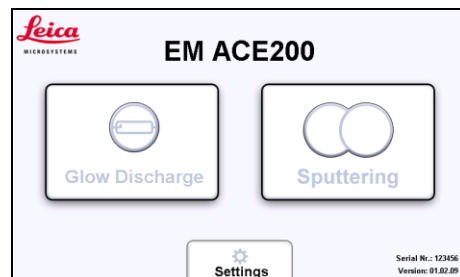 Leica
MICROSYSTEMS
EM ACE200
Glow Discharge
Sputtering
Settings
Serial Nr.: 123456
Version: 01.02.09